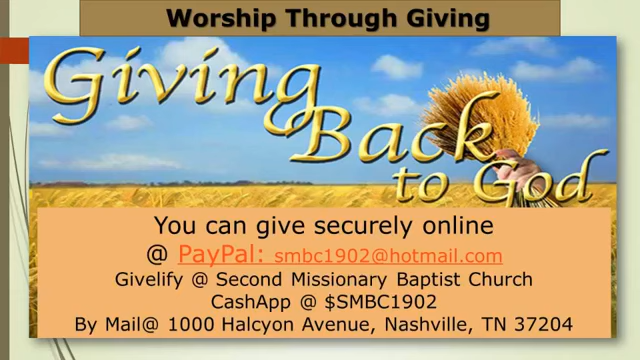 Worship Through Giving
Giving
Back
to God
You can give securely online
@ PayPal: smbc1902@hotmail.com
Givelify @ Second Missionary Baptist Church
CashApp @ $SMBC1902
By Mail@ 1000 Halcyon Avenue, Nashville, TN 37204